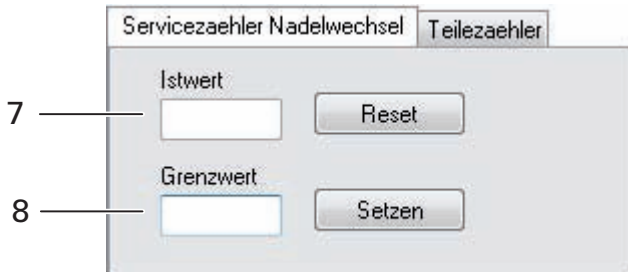 Servicezaehler Nadelwechsel Teilezaehler
Istwert
7 Reset
Grenzwert
8 Setzen